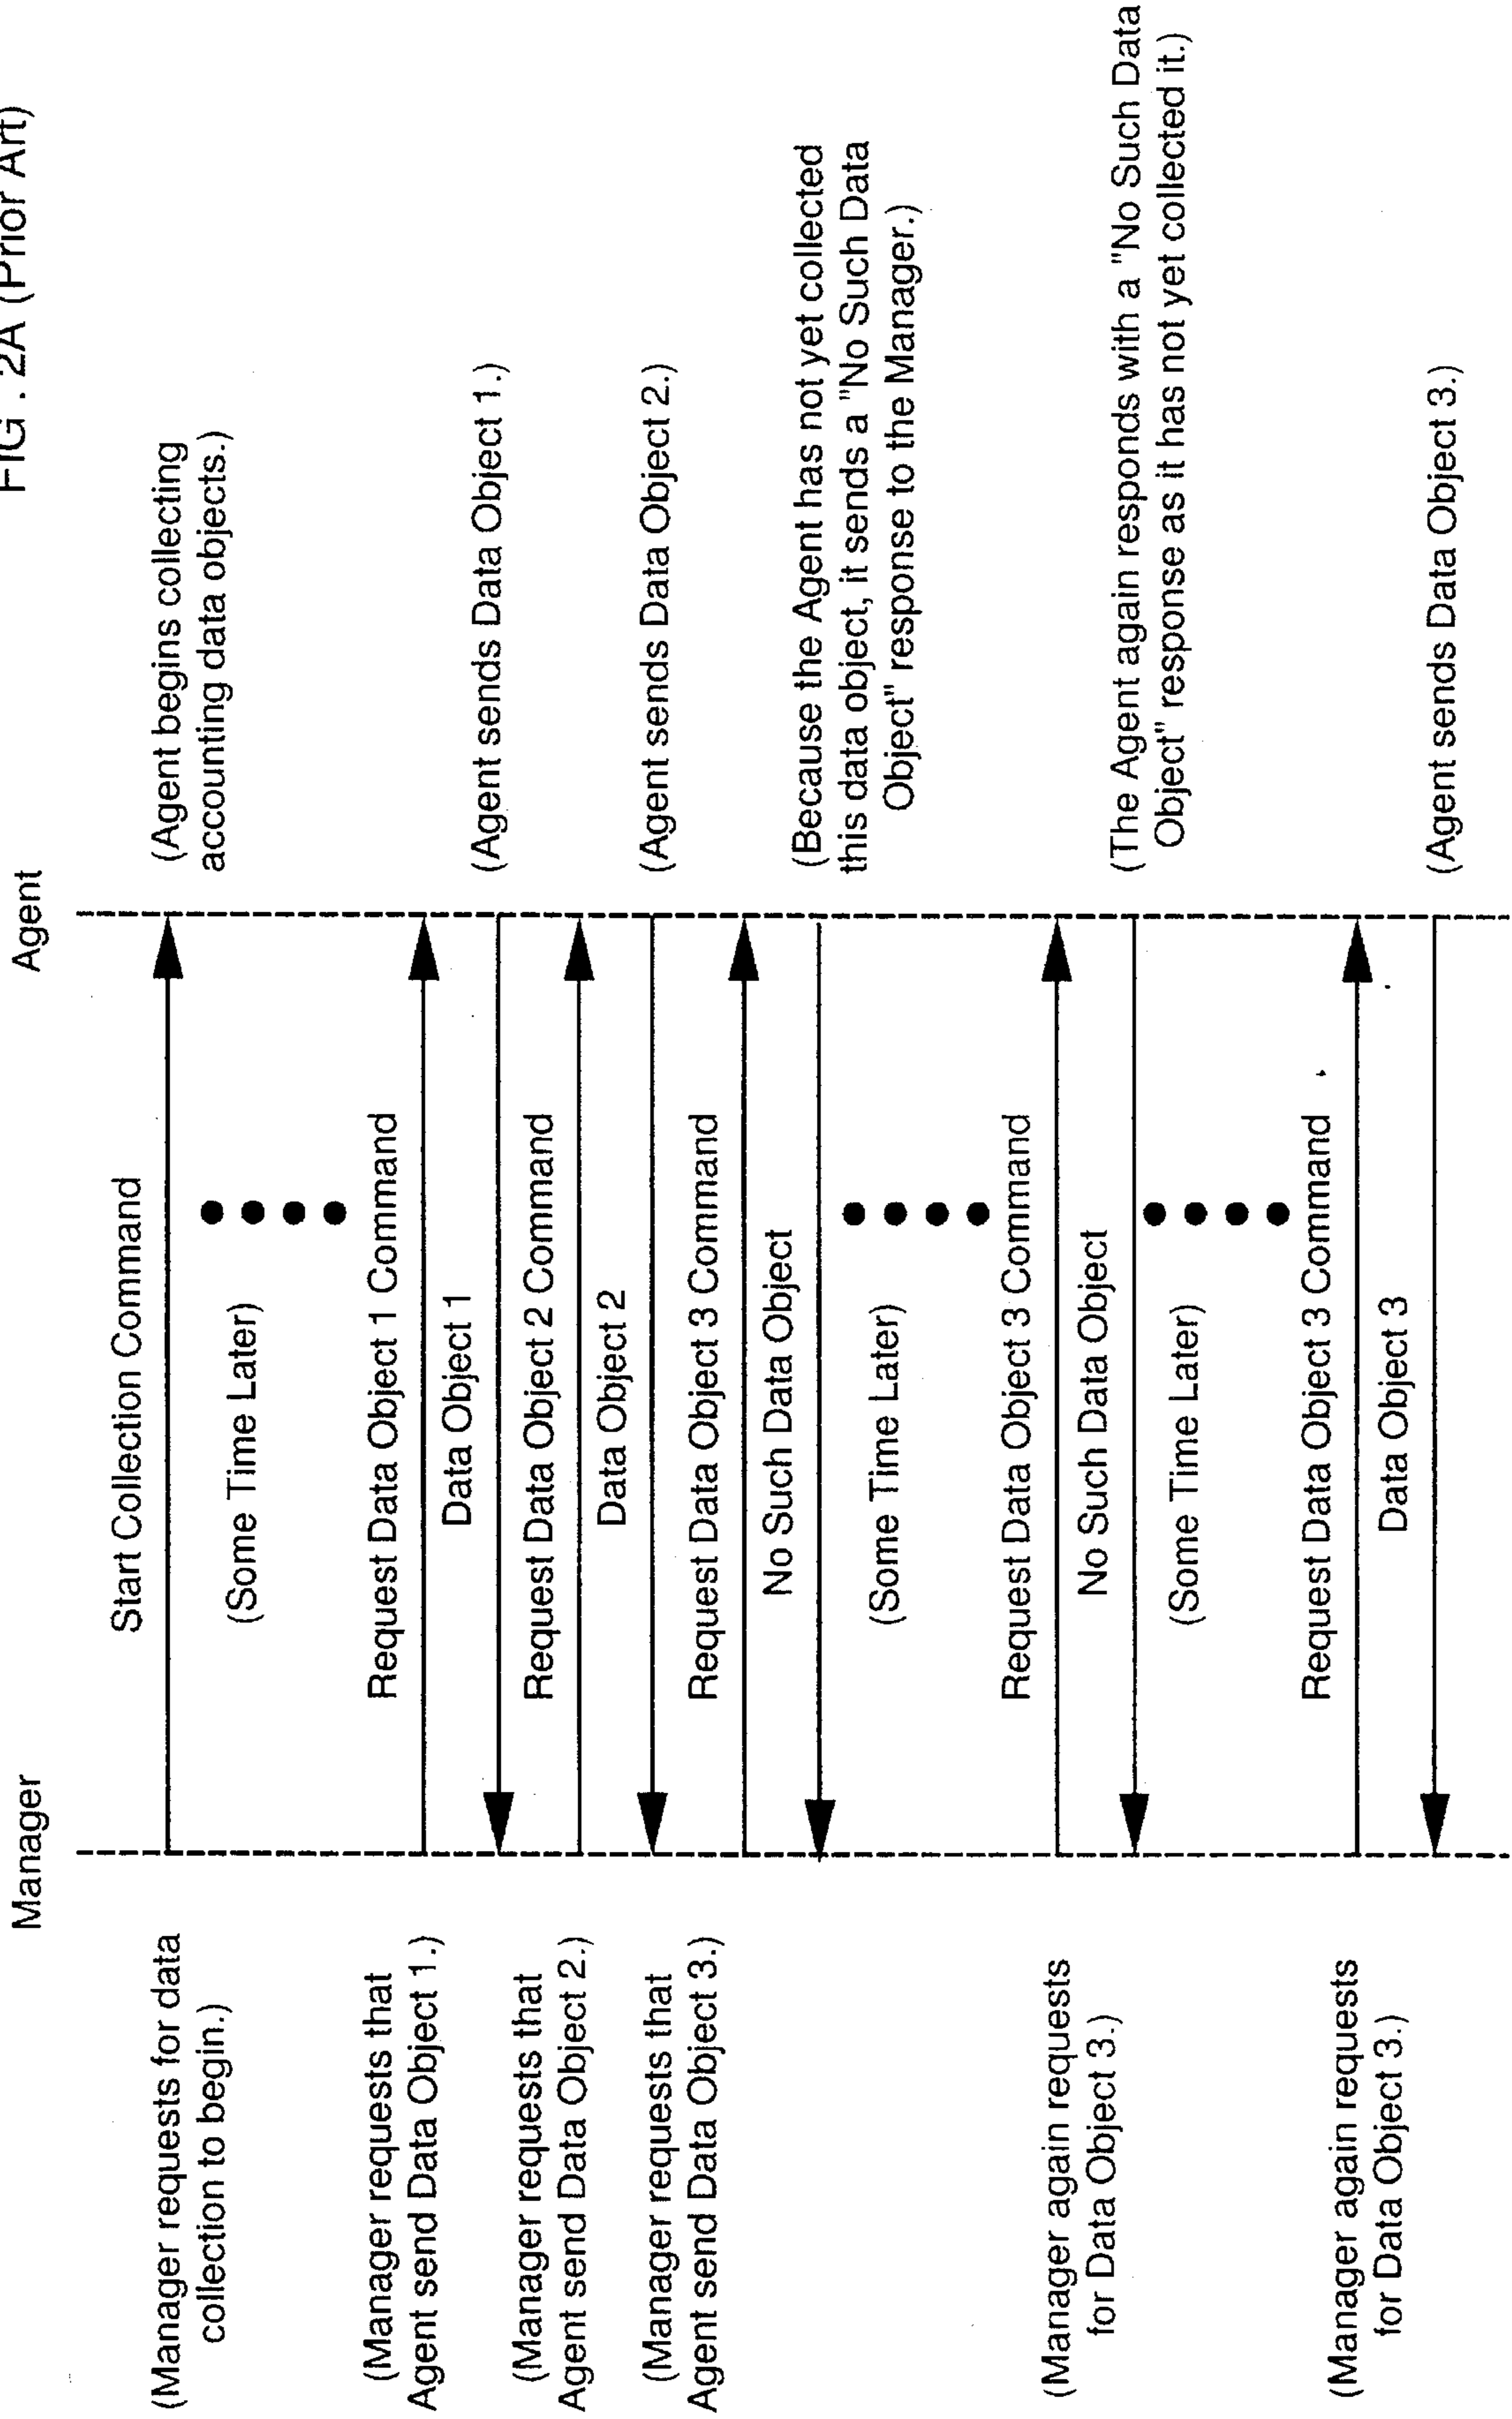 FIG. 2A (Prior Art)
Manager
Agent
(Manager requests for data
collection to begin.)
Start Collection Command
(Agent begins collecting
accounting data objects.)
(Some Time Later)
(Manager requests that
Agent send Data Object 1.)
Request Data Object 1 Command
Data Object 1
(Agent sends Data Object 1.)
(Manager requests that
Agent send Data Object 2.)
Request Data Object 2 Command
Data Object 2
(Agent sends Data Object 2.)
(Manager requests that
Agent send Data Object 3.)
Request Data Object 3 Command
No Such Data Object
(Because the Agent has not yet collected
this data object, it sends a "No Such Data
Object" response to the Manager.)
(Some Time Later)
(Manager again requests
for Data Object 3.)
Request Data Object 3 Command
No Such Data Object
(The Agent again responds with a "No Such Data
Object" response as it has not yet collected it.)
(Some Time Later)
(Manager again requests
for Data Object 3.)
Request Data Object 3 Command
Data Object 3
(Agent sends Data Object 3.)